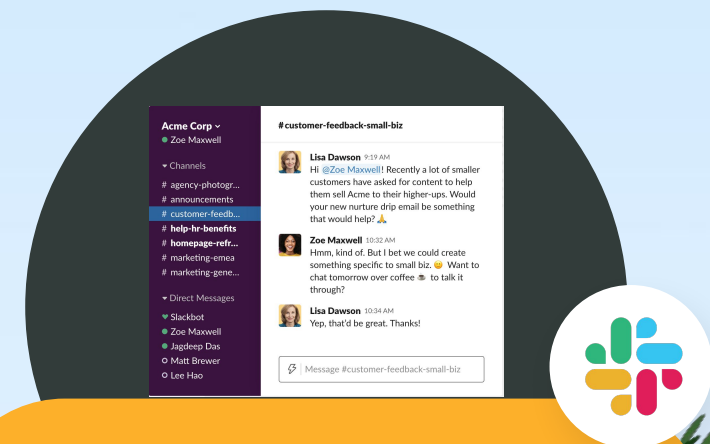 Acme Corp
Zoe Maxwell
Channels
# agency-photogr...
# announcements
# customer-feedb...
# help-hr-benefits
# homepage-refr...
# marketing-emea
# marketing-gene...
Direct Messages
Slackbot
Zoe Maxwell
Jagdeep Das
Matt Brewer
Lee Hao
#customer-feedback-small-biz
Lisa Dawson 9:19 AM
Hi @Zoe Maxwell! Recently a lot of smaller
customers have asked for content to help
them sell Acme to their higher-ups. Would
your new nurture drip email be something
that would help? 🙏
Zoe Maxwell 10:32 AM
Hmm, kind of. But I bet we could create
something specific to small biz. 🙂 Want to
chat tomorrow over coffee ☕ to talk it
through?
Lisa Dawson 10:34 AM
Yep, that'd be great. Thanks!
Message #customer-feedback-small-biz